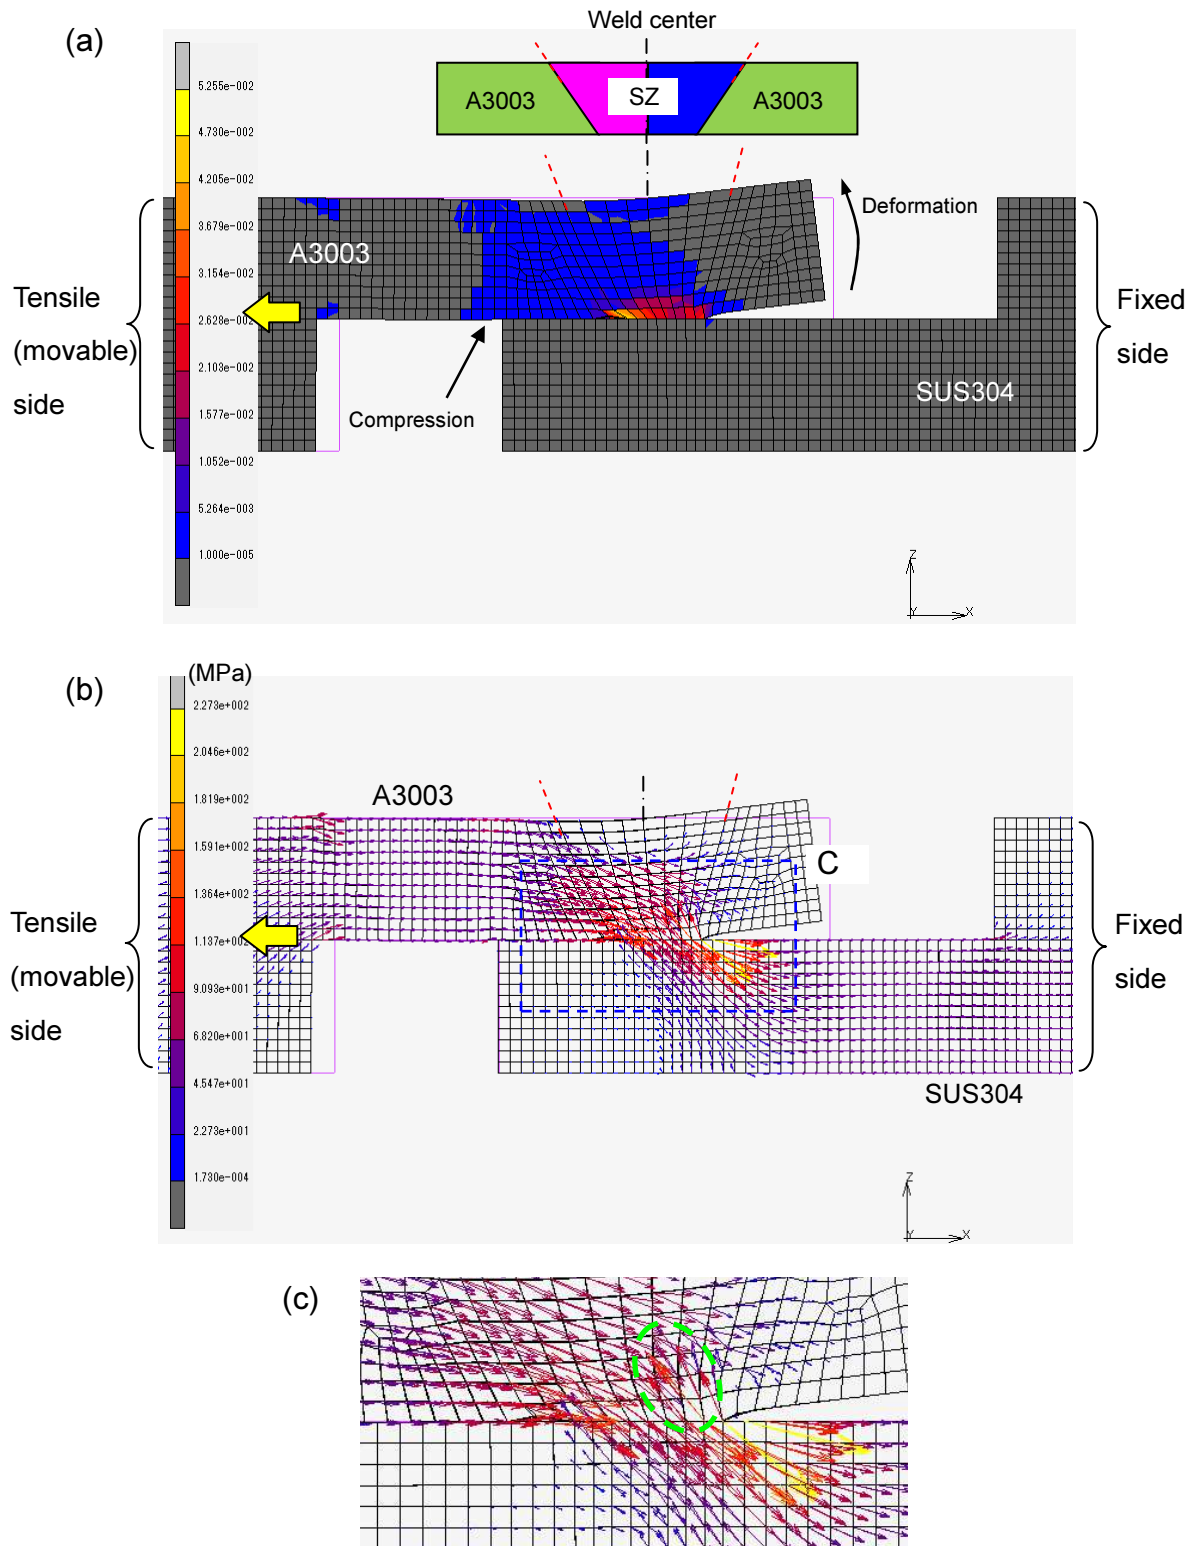 (a)
Weld center
5.255e-002
4.730e-002
4.205e-002
3.679e-002
3.154e-002
2.628e-002
2.103e-002
1.577e-002
1.052e-002
5.264e-003
1.000e-005
A3003
SZ
A3003
Deformation
A3003
Tensile
(movable)
side
Fixed
side
Compression
SUS304
Z
Y
X
(b)
(MPa)
2.273e+002
2.046e+002
1.819e+002
1.591e+002
1.364e+002
1.137e+002
9.093e+001
6.820e+001
4.547e+001
2.273e+001
1.730e-004
A3003
C
Tensile
(movable)
side
Fixed
side
SUS304
Z
Y
X
(c)